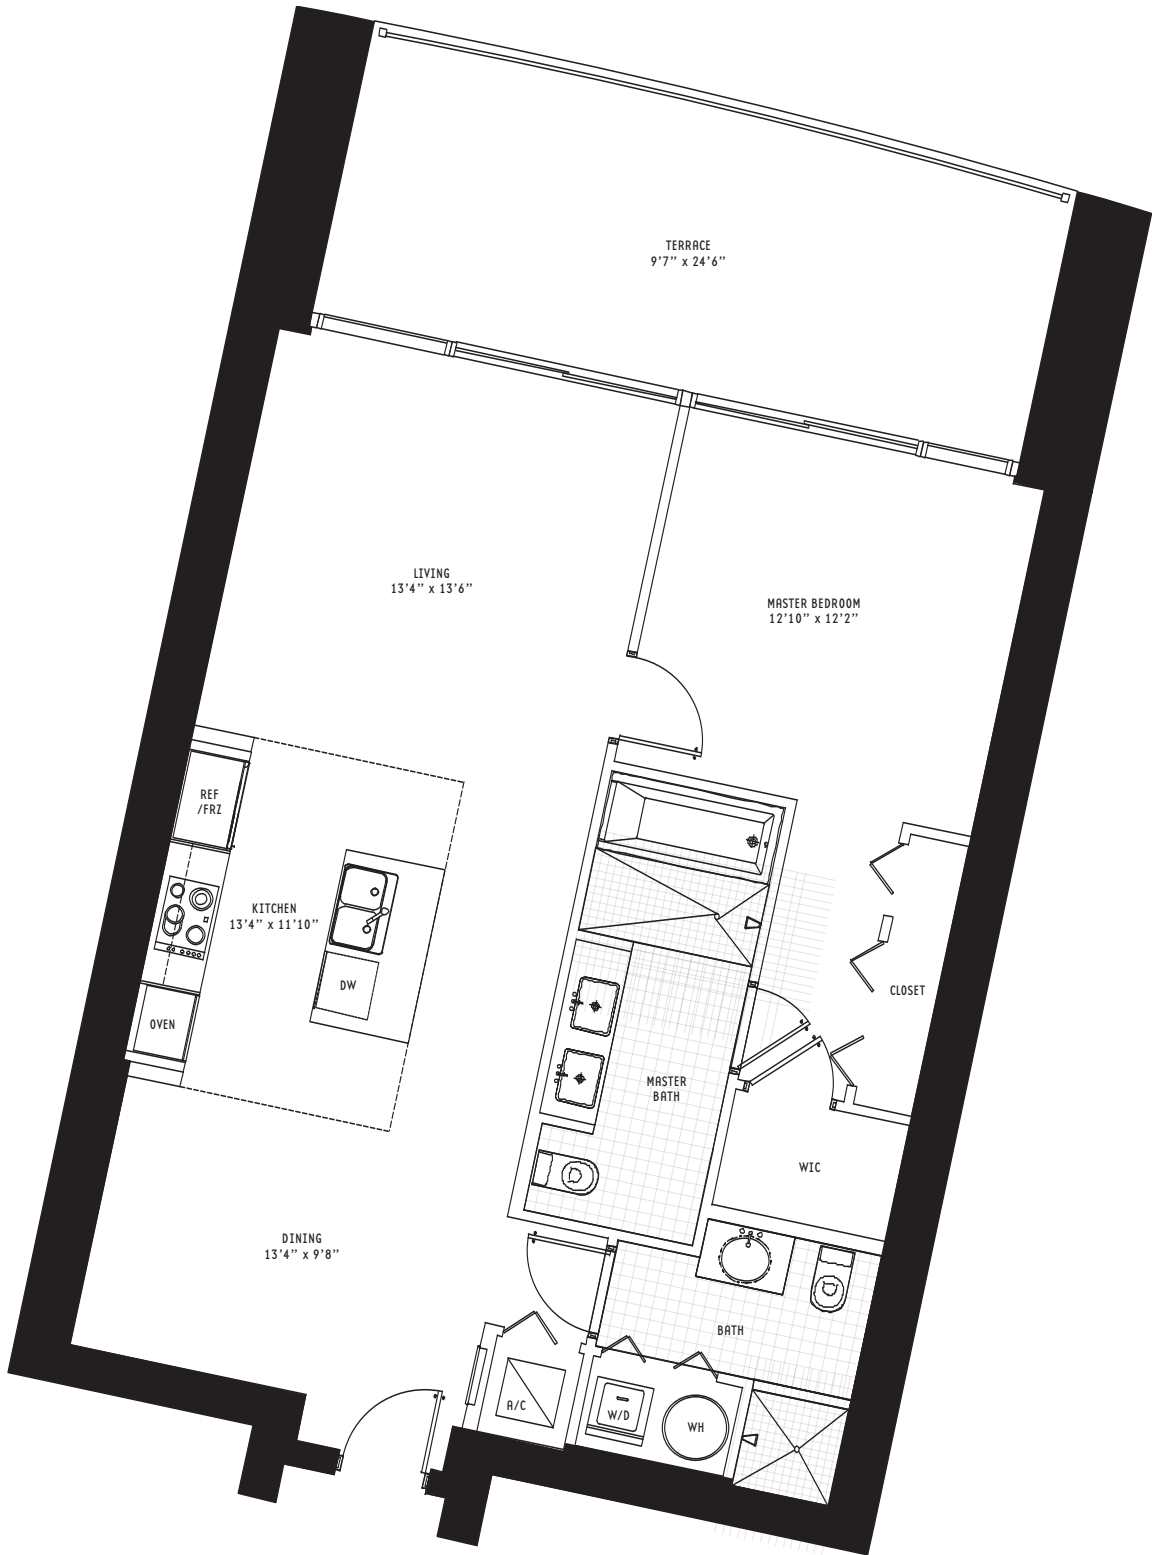 TERRACE
9'7” x 24'6”
LIVING
13'4” x 13'6”
MASTER BEDROOM
12'10” x 12'2”
REF
/FRZ
KITCHEN
13'4” x 11'10”
DW
OVEN
CLOSET
MASTER
BATH
WIC
DINING
13'4” x 9'8”
BATH
A/C
W/D
WH